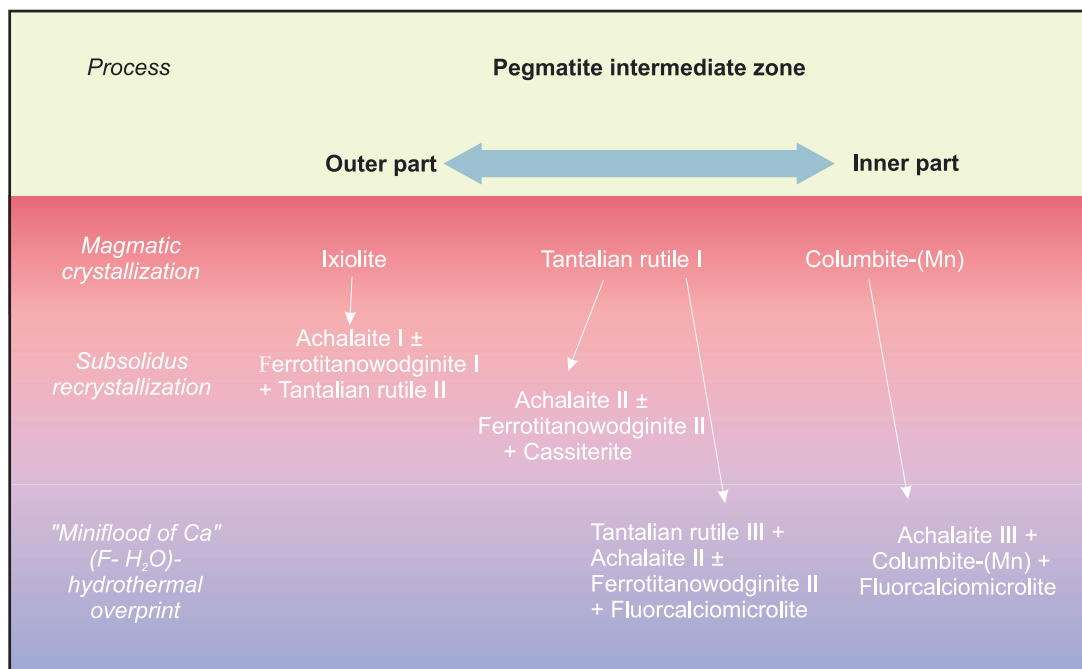 Process
Pegmatite intermediate zone
Outer part
Inner part
Magmatic
crystallization
Ixiolite
Tantalian rutile I
Columbite-(Mn)
Subsolidus
recrystallization
Achalaite I ±
Ferrotitanowodginite I
+ Tantalian rutile II
Achalaite II ±
Ferrotitanowodginite II
+ Cassiterite
"Miniflood of Ca"
(F- H₂O)-
hydrothermal
overprint
Tantalian rutile III +
Achalaite II ±
Ferrotitanowodginite II
+ Fluorcalciomicrolite
Achalaite III +
Columbite-(Mn) +
Fluorcalciomicrolite